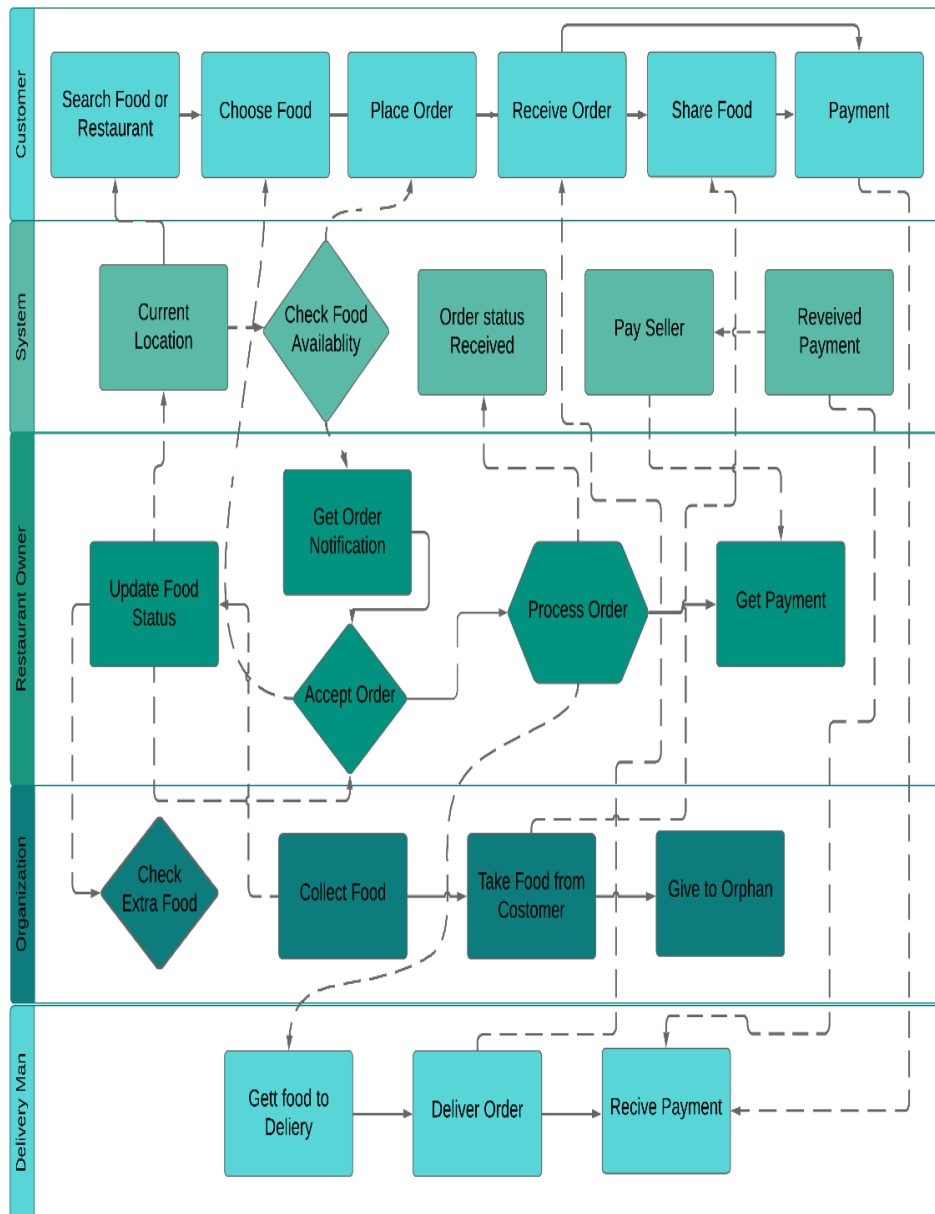 Customer
Search Food or
Restaurant
Choose Food
Place Order
Receive Order
Share Food
Payment
System
Current
Location
Check Food
Availablity
Order status
Received
Pay Seller
Reveived
Payment
Restaurant Owner
Get Order
Notification
Update Food
Status
Process Order
Get Payment
Accept Order
Organization
Check
Extra Food
Collect Food
Take Food from
Costomer
Give to Orphan
Delivery Man
Gett food to
Deliery
Deliver Order
Recive Payment